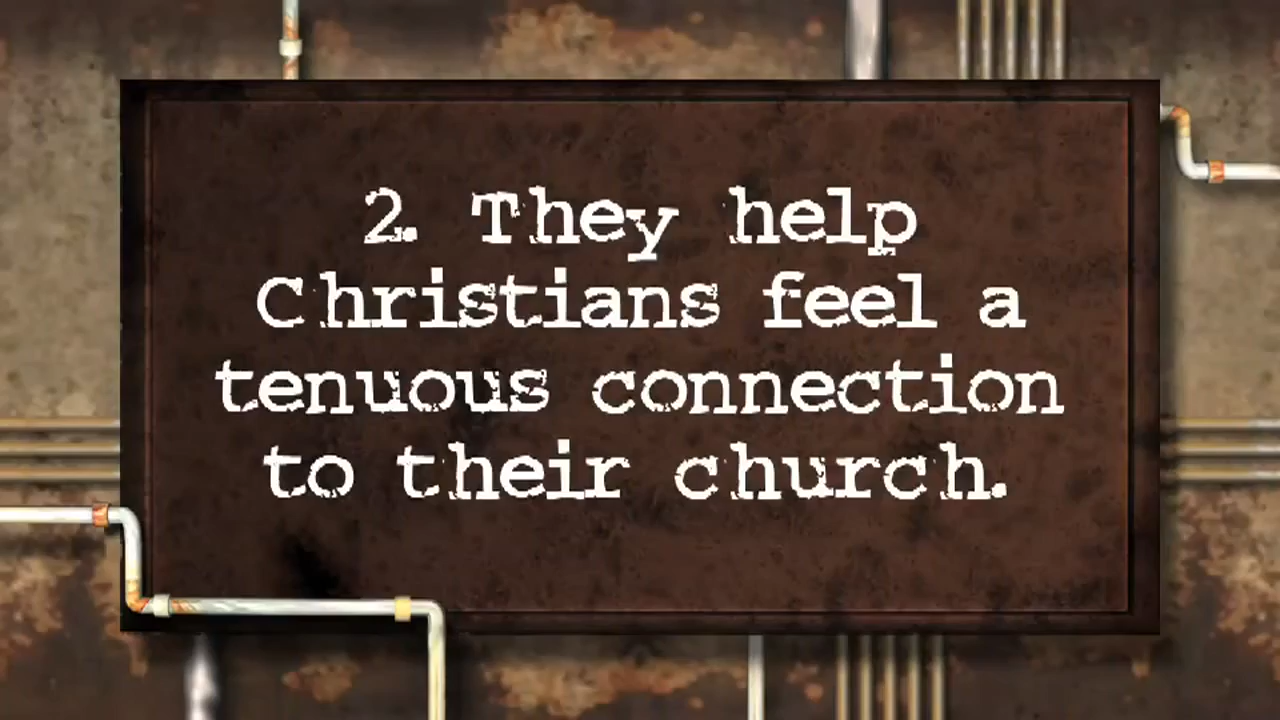 2. They help
Christians feel a
tenuous connection
to their church.